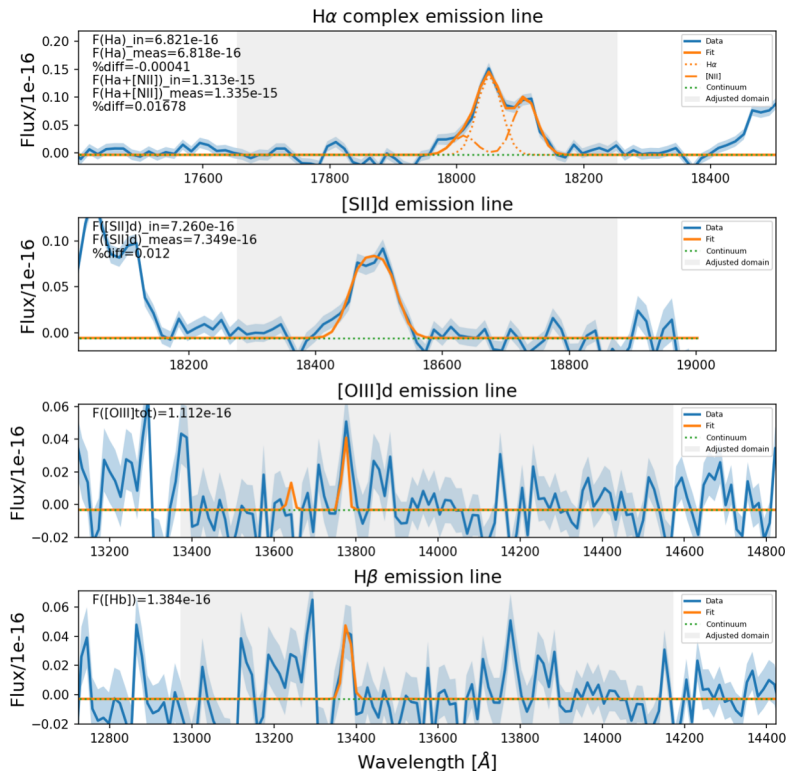 Hα complex emission line
F(Ha)_in=6.821e-16
F(Ha)_meas=6.818e-16
%diff=-0.00041
F(Ha+[NII])_in=1.313e-15
F(Ha+[NII])_meas=1.335e-15
%diff=0.01678
Data
Fit
Hα
[NII]
Continuum
Adjusted domain
Flux/1e-16
0.20
0.15
0.10
0.05
0.00
17600 17800 18000 18200 18400
[SII]d emission line
F([SII]d)_in=7.260e-16
F([SII]d)_meas=7.349e-16
%diff=0.012
Data
Fit
Continuum
Adjusted domain
Flux/1e-16
0.10
0.05
0.00
18200 18400 18600 18800 19000
[OIII]d emission line
F([OIII]tot)=1.112e-16
Data
Fit
Continuum
Adjusted domain
Flux/1e-16
0.06
0.04
0.02
0.00
−0.02
13200 13400 13600 13800 14000 14200 14400 14600 14800
Hβ emission line
F([Hb])=1.384e-16
Data
Fit
Continuum
Adjusted domain
Flux/1e-16
0.06
0.04
0.02
0.00
−0.02
12800 13000 13200 13400 13600 13800 14000 14200 14400
Wavelength [Å]